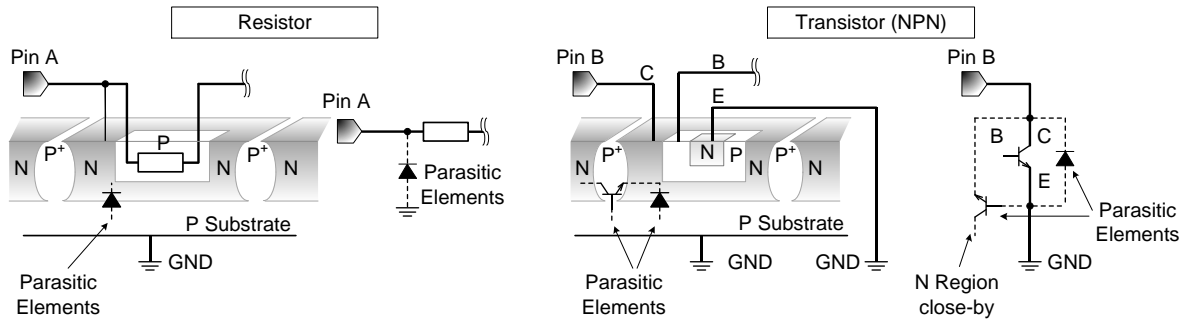 Resistor
Transistor (NPN)
Pin A
Pin A
P
N
P+
N
N
P+
N
Parasitic
Elements
P Substrate
GND
Parasitic
Elements
Pin B
C
B
E
N
P+
N
N
P
N
P+
N
P Substrate
GND
GND
Parasitic
Elements
Pin B
B
C
E
Parasitic
Elements
GND
N Region
close-by